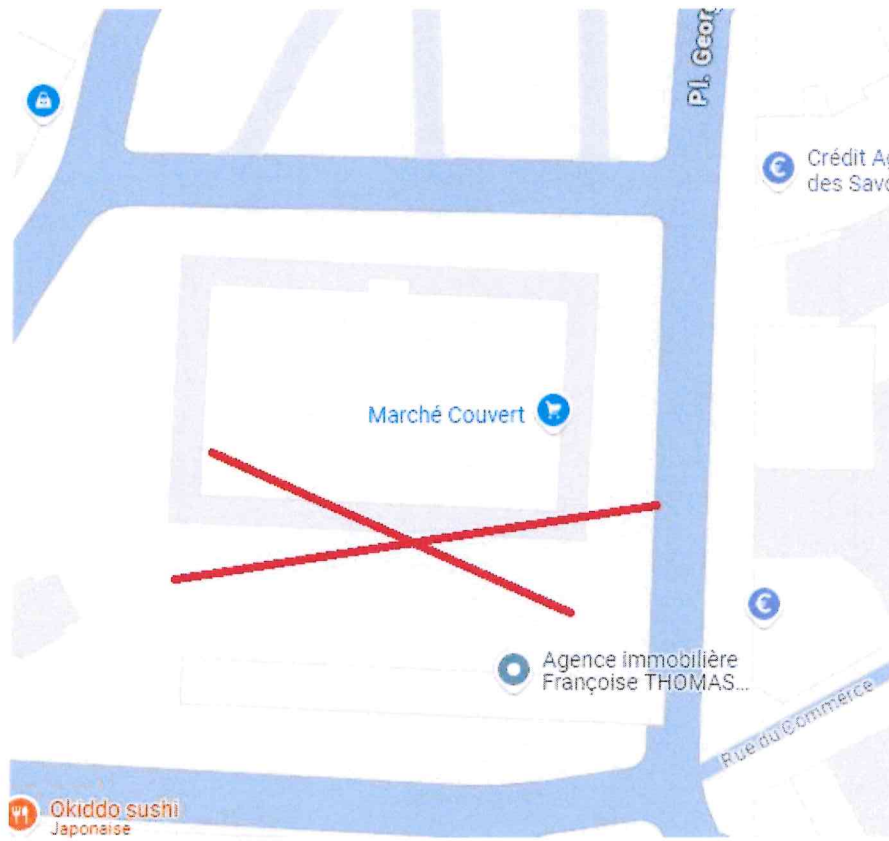 Pl. Georg
Crédit Ag
des Savo
Marché Couvert
Agence immobilière
Françoise THOMAS...
Rue du Commerce
Okiddo sushi
Japonaise